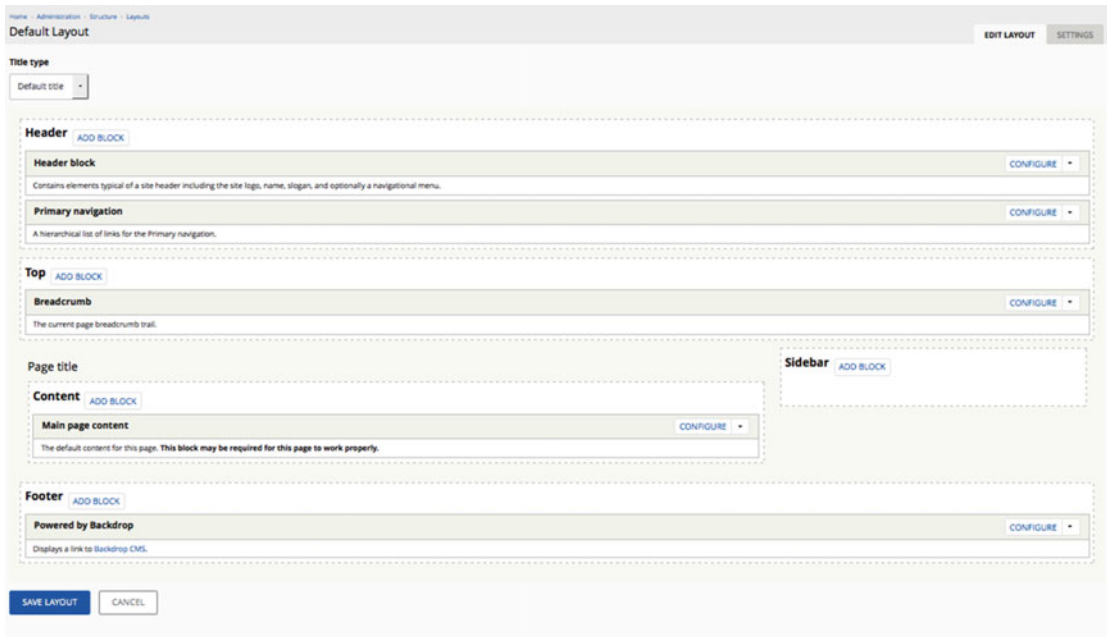 Home › Administration › Structure › Layouts
Default Layout
EDIT LAYOUT SETTINGS
Title type
Default title
Header ADD BLOCK
Header block CONFIGURE
Contains elements typical of a site header including the site logo, name, slogan, and optionally a navigational menu.
Primary navigation CONFIGURE
A hierarchical list of links for the Primary navigation.
Top ADD BLOCK
Breadcrumb CONFIGURE
The current page breadcrumb trail.
Page title
Sidebar ADD BLOCK
Content ADD BLOCK
Main page content CONFIGURE
The default content for this page. This block may be required for this page to work properly.
Footer ADD BLOCK
Powered by Backdrop CONFIGURE
Displays a link to Backdrop CMS.
SAVE LAYOUT CANCEL